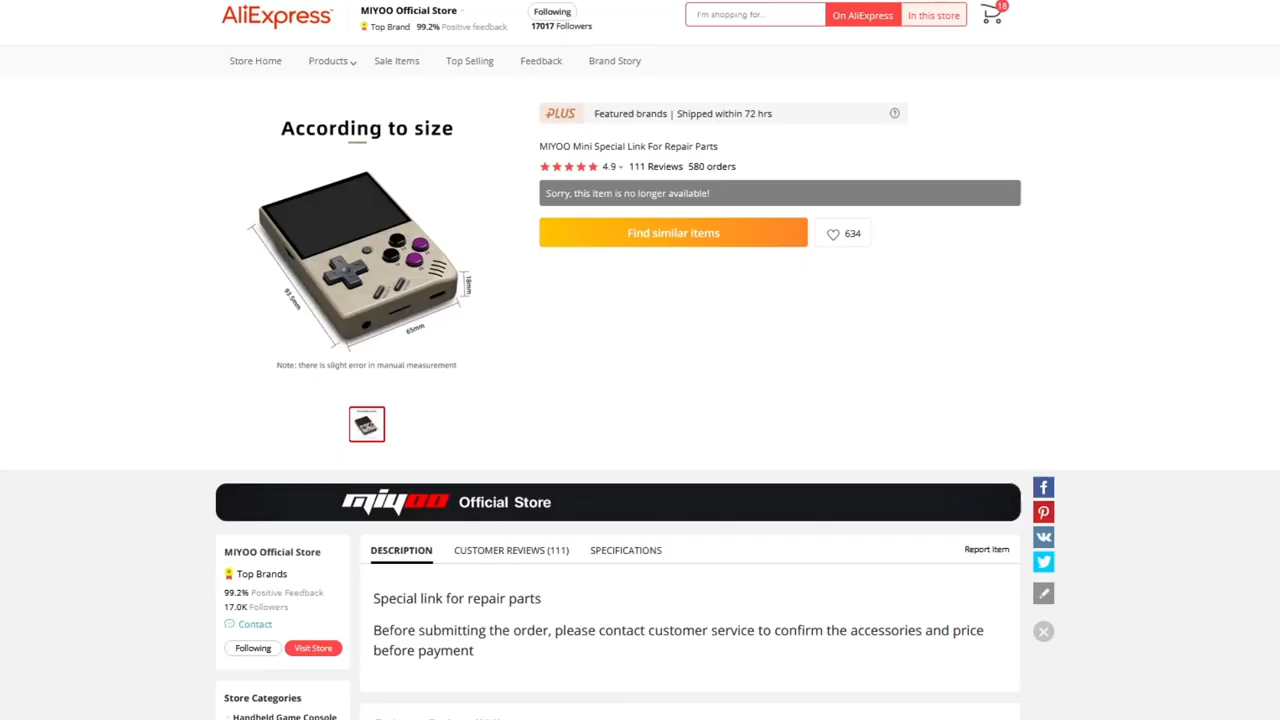 AliExpress
MIYOO Official Store
Top Brand 99.2% Positive feedback
Following
17017 Followers
I'm shopping for...
On AliExpress
In this store
18
Store Home
Products
Sale Items
Top Selling
Feedback
Brand Story
According to size
93.5mm
65mm
18mm
Note: there is slight error in manual measurement
PLUS
Featured brands | Shipped within 72 hrs
MIYOO Mini Special Link For Repair Parts
4.9
111 Reviews
580 orders
Sorry, this item is no longer available!
Find similar items
634
MIYOO Official Store
MIYOO Official Store
Top Brands
99.2% Positive Feedback
17.0K Followers
Contact
Following
Visit Store
Store Categories
Handheld Game Console
DESCRIPTION
CUSTOMER REVIEWS (111)
SPECIFICATIONS
Report Item
Special link for repair parts
Before submitting the order, please contact customer service to confirm the accessories and price
before payment